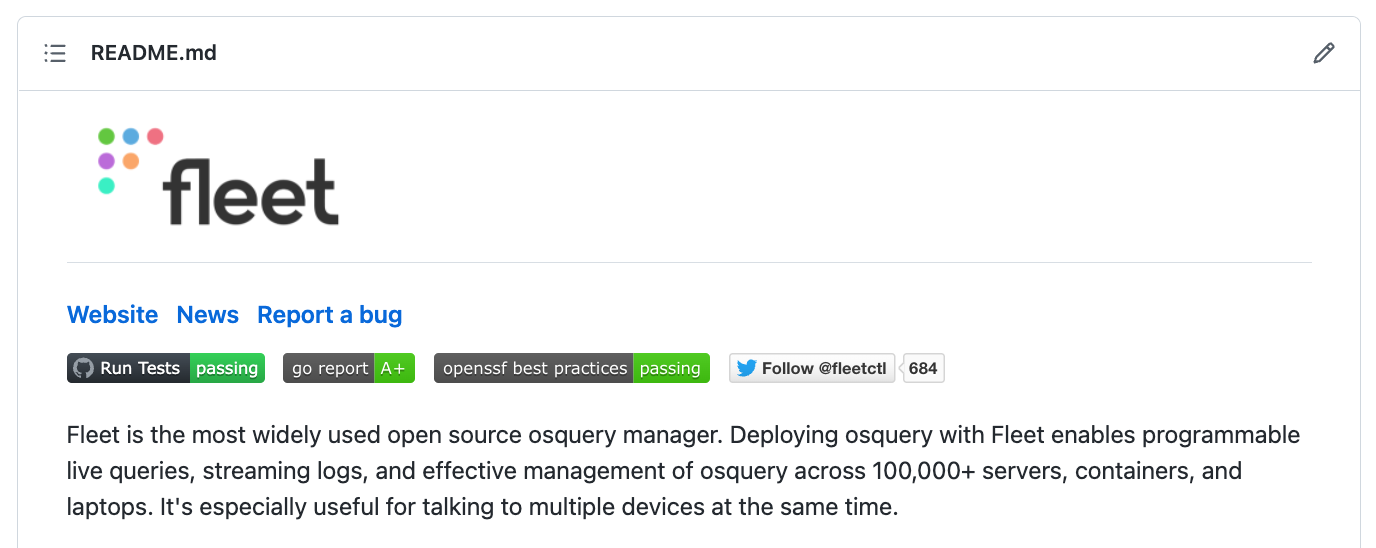 README.md
fleet
Website News Report a bug
Run Tests passing go report A+ openssf best practices passing Follow @fleetctl 684
Fleet is the most widely used open source osquery manager. Deploying osquery with Fleet enables programmable
live queries, streaming logs, and effective management of osquery across 100,000+ servers, containers, and
laptops. It's especially useful for talking to multiple devices at the same time.